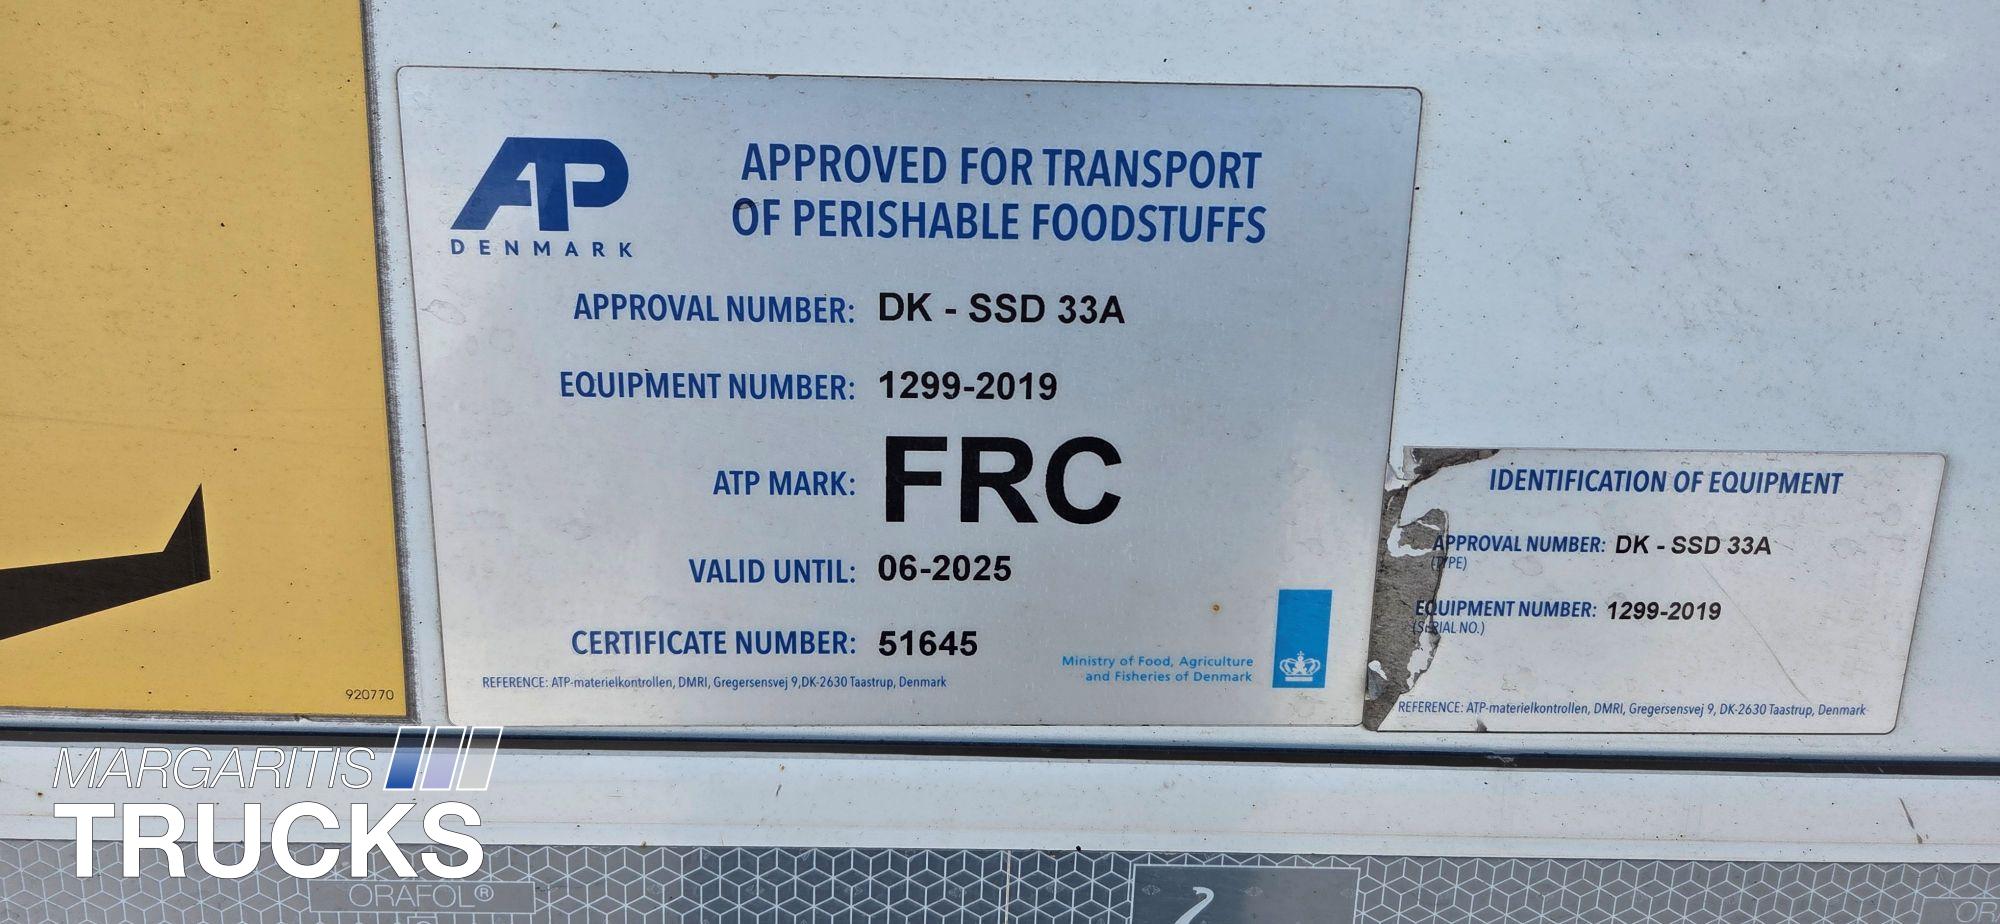 AP
DENMARK
APPROVED FOR TRANSPORT
OF PERISHABLE FOODSTUFFS
APPROVAL NUMBER: DK - SSD 33A
EQUIPMENT NUMBER: 1299-2019
ATP MARK: FRC
VALID UNTIL: 06-2025
CERTIFICATE NUMBER: 51645
REFERENCE: ATP-materielkontrollen, DMRI, Gregersensvej 9,DK-2630 Taastrup, Denmark
Ministry of Food, Agriculture
and Fisheries of Denmark
IDENTIFICATION OF EQUIPMENT
APPROVAL NUMBER: DK - SSD 33A
(TYPE)
EQUIPMENT NUMBER: 1299-2019
(SERIAL NO.)
REFERENCE: ATP-materielkontrollen, DMRI, Gregersensvej 9, DK-2630 Taastrup, Denmark
920770
MARGARITIS
TRUCKS
ORAFOL®